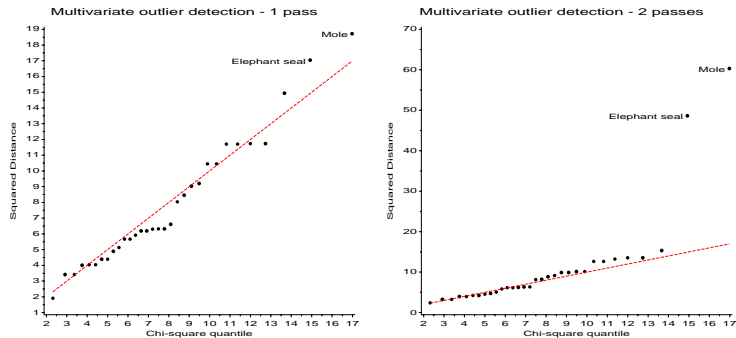 Multivariate outlier detection - 1 pass
19
18
17
16
15
14
13
12
11
10
9
8
7
6
5
4
3
2
1
Squared Distance
Mole
Elephant seal
2 3 4 5 6 7 8 9 10 11 12 13 14 15 16 17
Chi-square quantile
Multivariate outlier detection - 2 passes
70
60
50
40
30
20
10
0
Squared Distance
Mole
Elephant seal
2 3 4 5 6 7 8 9 10 11 12 13 14 15 16 17
Chi-square quantile